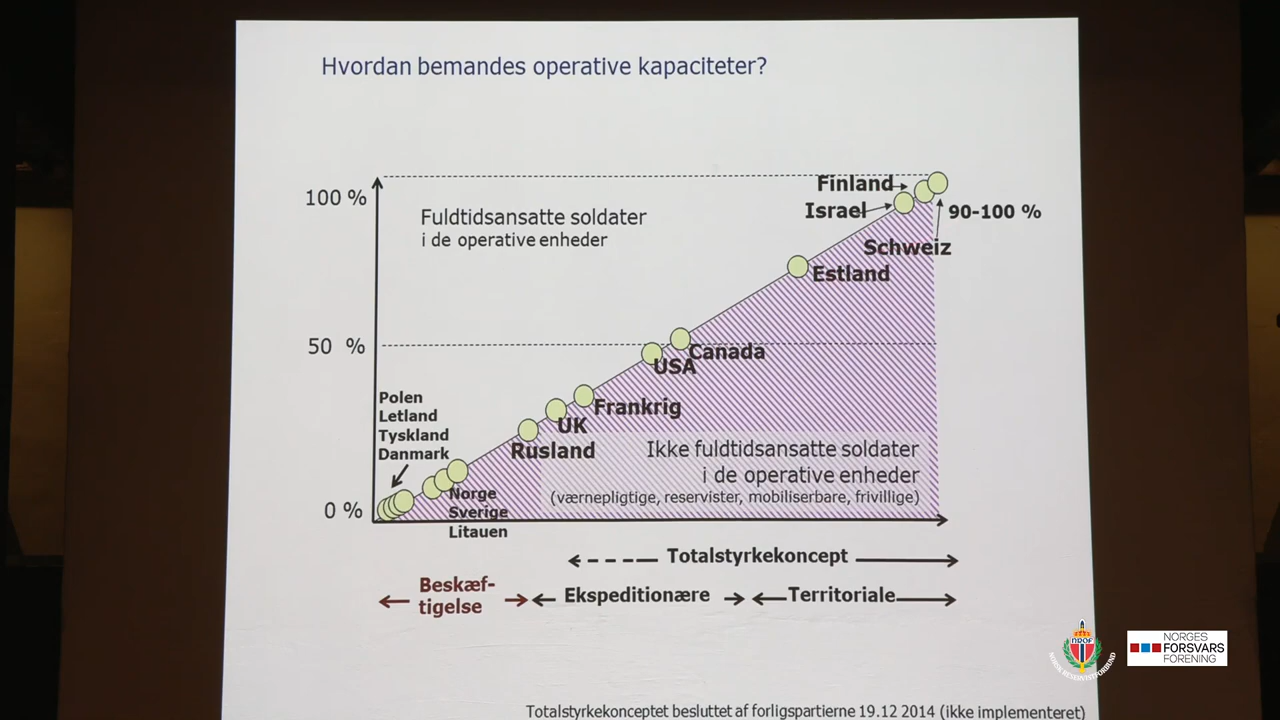 Hvordan bemandes operative kapaciteter?
100 %
Fuldtidsansatte soldater
i de operative enheder
Finland
Israel
90-100 %
Schweiz
Estland
50 %
Canada
USA
Polen
Letland
Tyskland
Danmark
Frankrig
UK
Rusland
Ikke fuldtidsansatte soldater
i de operative enheder
(værnepligtige, reservister, mobiliserbare, frivillige)
0 %
Norge
Sverige
Litauen
Totalstyrkekoncept
Beskæf-
tigelse
Ekspeditionære
Territoriale
NROF
NORSKE RESERVISTFORBUND
NORGES
FORSVARS
FORENING
Totalstyrkekonceptet besluttet af forligspartierne 19.12 2014 (ikke implementeret)